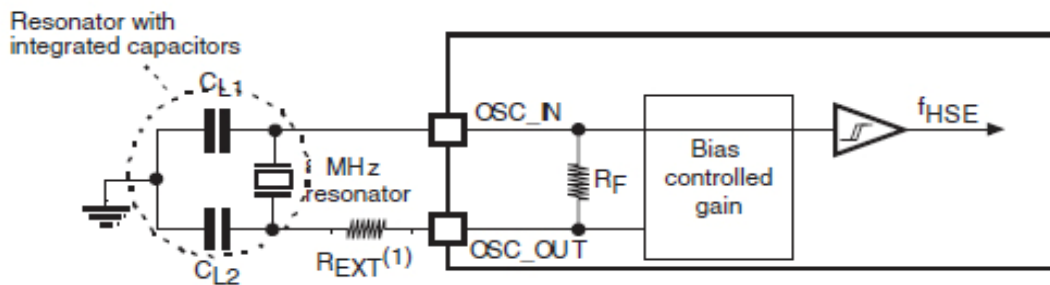 Resonator with
integrated capacitors
CL1
OSC_IN
fHSE
MHz
resonator
RF
Bias
controlled
gain
REXT(1)
OSC_OUT
CL2